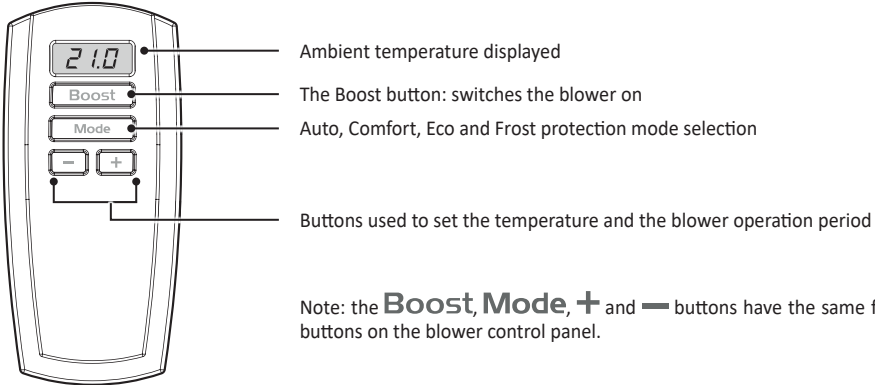 21.0
Ambient temperature displayed
Boost
The Boost button: switches the blower on
Mode
Auto, Comfort, Eco and Frost protection mode selection
− +
Buttons used to set the temperature and the blower operation period
Note: the Boost, Mode, + and − buttons have the same
buttons on the blower control panel.